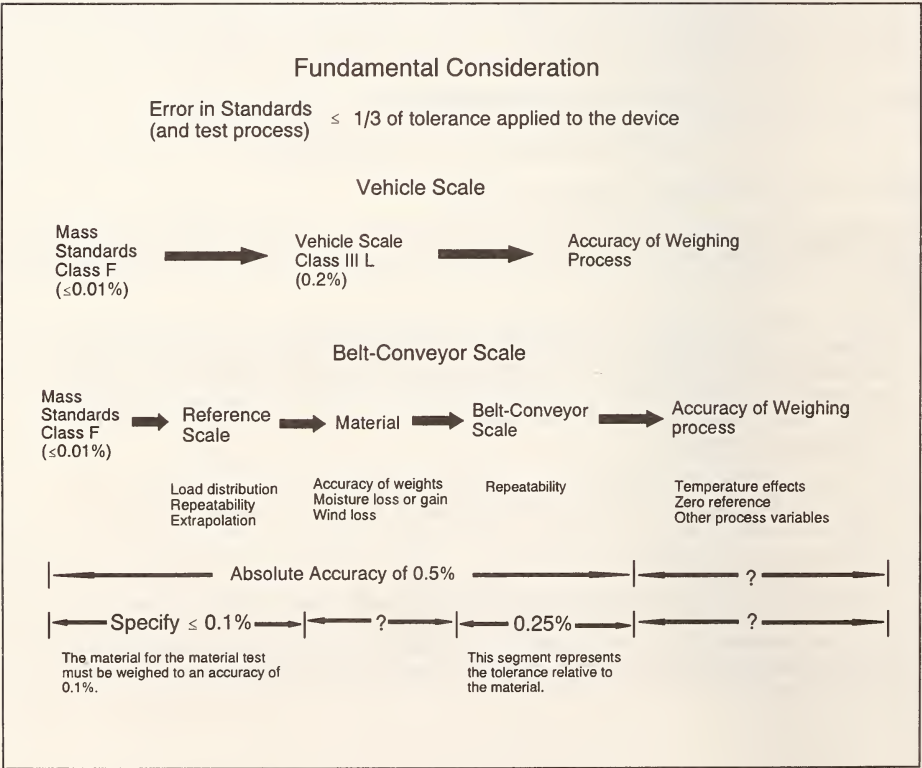 Fundamental Consideration
Error in Standards
(and test process) ≤ 1/3 of tolerance applied to the device
Vehicle Scale
Mass
Standards
Class F
(≤0.01%)
Vehicle Scale
Class III L
(0.2%)
Accuracy of Weighing
Process
Belt-Conveyor Scale
Mass
Standards
Class F
(≤0.01%)
Reference
Scale
Material
Belt-Conveyor
Scale
Accuracy of Weighing
process
Load distribution
Repeatability
Extrapolation
Accuracy of weights
Moisture loss or gain
Wind loss
Repeatability
Temperature effects
Zero reference
Other process variables
Absolute Accuracy of 0.5%
?
Specify ≤ 0.1%
?
0.25%
?
The material for the material test
must be weighed to an accuracy of
0.1%.
This segment represents
the tolerance relative to
the material.